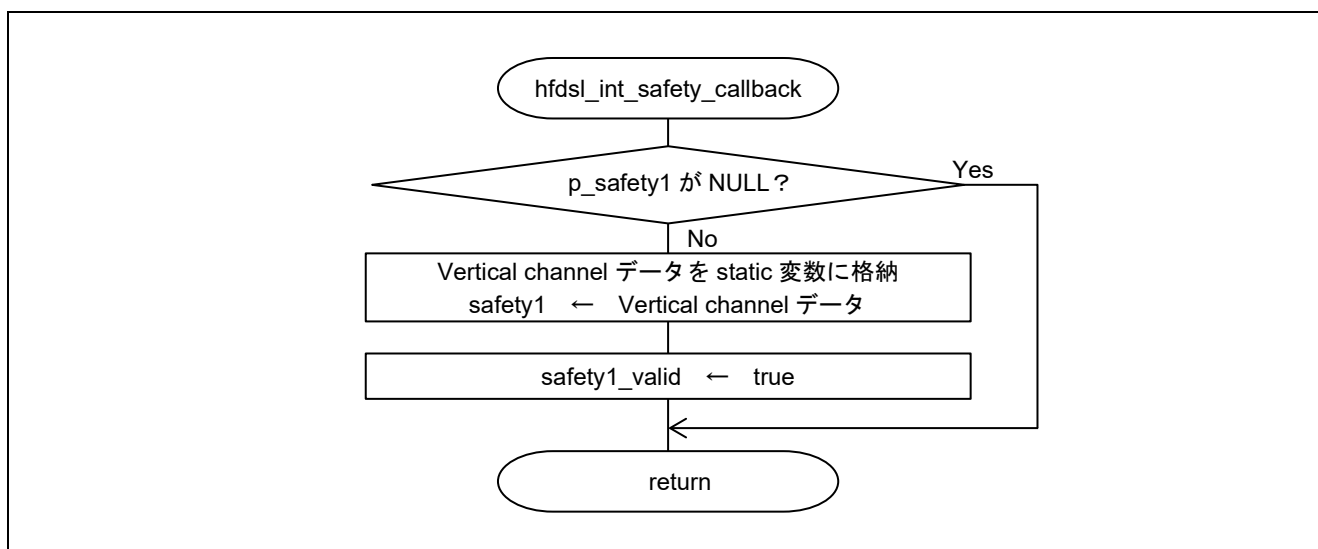 hfdsl_int_safety_callback
p_safety1 が NULL？
Yes
No
Vertical channel データを static 変数に格納
safety1 ← Vertical channel データ
safety1_valid ← true
return